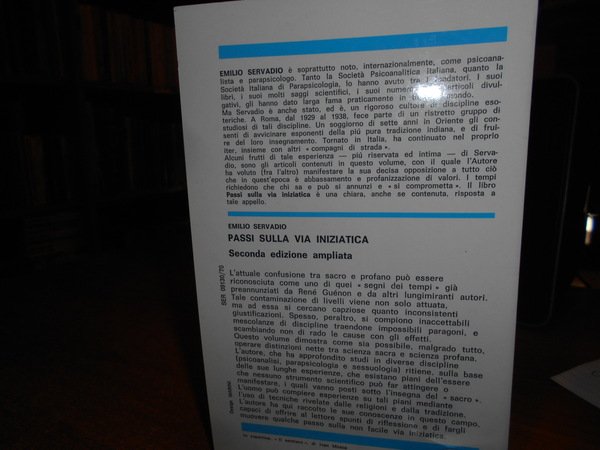 EMILIO SERVADIO è soprattutto noto, internazionalmente, come psicoana-
lista e parapsicologo. Tanto la Società Psicoanalitica Italiana, quanto la
Società Italiana di Parapsicologia, lo hanno avuto tra i fondatori. I suoi
libri, i suoi molti saggi scientifici, i suoi articoli divul-
gativi, gli hanno dato larga fama praticamente in
Ma Servadio è anche stato, ed è, un rigoroso cultore di discipline eso-
teriche. A Roma, dal 1929 al 1938, fece parte di un ristretto gruppo di
studiosi di tali discipline. Un soggiorno di sette anni in Oriente gli con-
sentì di avvicinare esponenti della più pura tradizione indiana, e di frui-
re del loro insegnamento. Tornato in Italia, ha continuato nel proprio
iter, insieme con altri « compagni di strada ».
Alcuni frutti di tale esperienza — più riservata ed intima — di Serva-
dio, sono gli articoli contenuti in questo volume, con il quale l'Autore
ha voluto (fra l'altro) manifestare la sua decisa opposizione a tutto ciò
che in quest'epoca è abbassamento e profanizzazione di valori. I tempi
richiedono che chi sa e può si annunzi e « si comprometta ». Il libro
Passi sulla via iniziatica è una chiara, anche se contenuta, risposta a
tale appello.
EMILIO SERVADIO
PASSI SULLA VIA INIZIATICA
Seconda edizione ampliata
L'attuale confusione tra sacro e profano può essere
riconosciuta come uno di quei « segni dei tempi » già
preannunziati da René Guénon e da altri lungimiranti autori.
Tale contaminazione di livelli viene non solo attuata,
ma ad essa si cercano capziose quanto inconsistenti
giustificazioni. Spesso, peraltro, si compiono inaccettabili
mescolanze di discipline traendone impossibili paragoni, e
scambiando non di rado le cause con gli effetti.
Questo volume dimostra come sia possibile, malgrado tutto,
operare distinzioni nette tra scienza sacra e scienza profana.
L'autore, che ha approfondito studi in diverse discipline
(psicoanalisi, parapsicologia e sessuologia) ritiene, sulla base
delle sue lunghe esperienze, che esistano piani dell'essere
che nessuno strumento scientifico può far attingere o
manifestare, i quali vanno posti sotto l'insegna del « sacro ».
L'uomo può compiere esperienze su tali piani mediante
l'uso di tecniche rivelate dalle religioni e dalla tradizione.
L'autore ha qui raccolto le sue conoscenze in questo campo,
capaci di offrire al lettore spunti di riflessione e di fargli
muovere qualche passo sulla non facile via iniziatica.